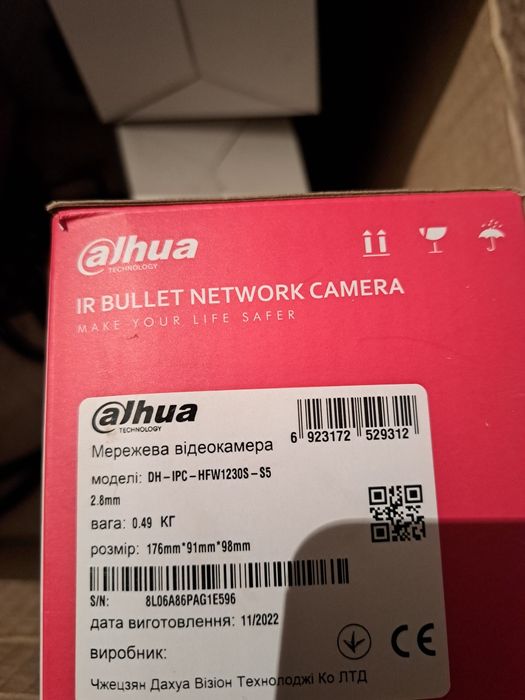 alhua
TECHNOLOGY
IR BULLET NETWORK CAMERA
MAKE YOUR LIFE SAFER
alhua
TECHNOLOGY
6 923172 529312
Мережева відеокамера
моделі: DH-IPC-HFW1230S-S5
2.8mm
вага: 0.49 КГ
розмір: 176mm*91mm*98mm
S/N: 8L06A86PAG1E596
дата виготовлення: 11/2022
виробник:
CE
Чжецзян Дахуа Візіон Технолоджі Ко ЛТД